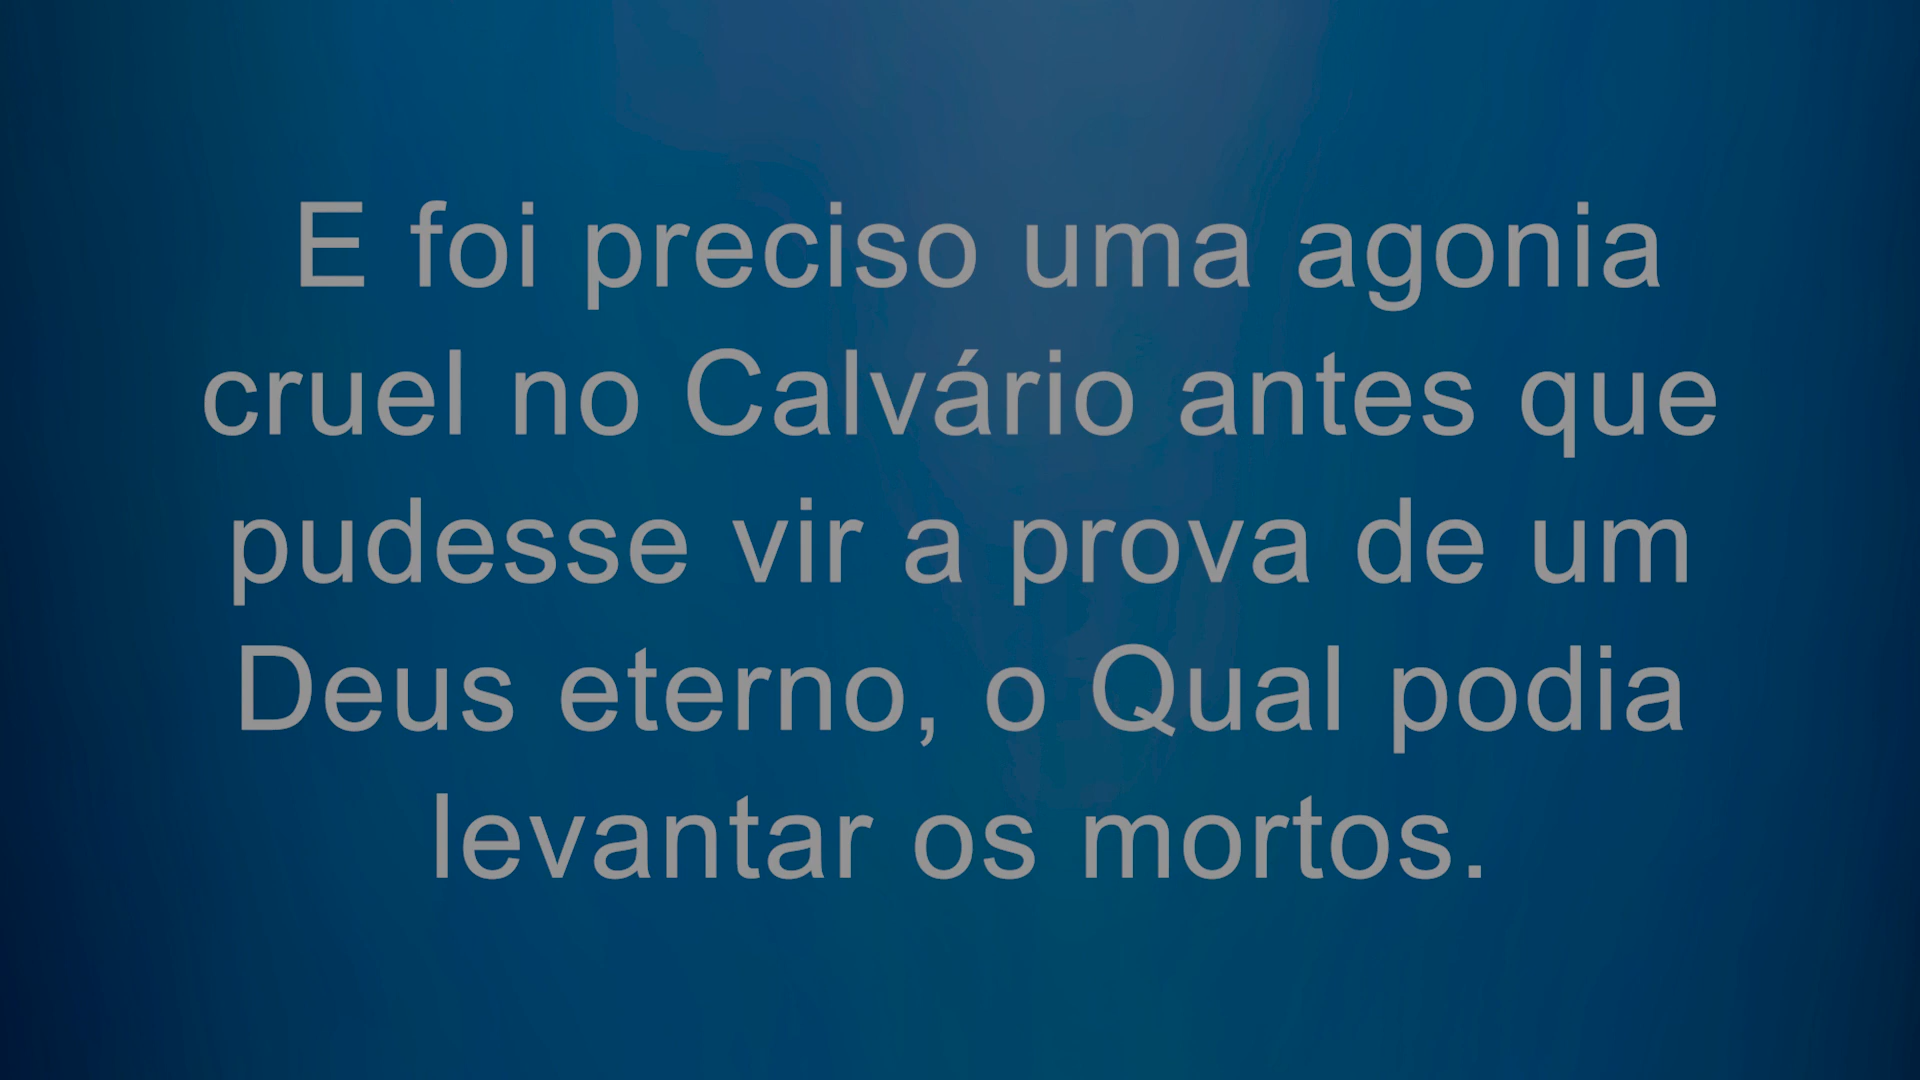 E foi preciso uma agonia
cruel no Calvário antes que
pudesse vir a prova de um
Deus eterno, o Qual podia
levantar os mortos.